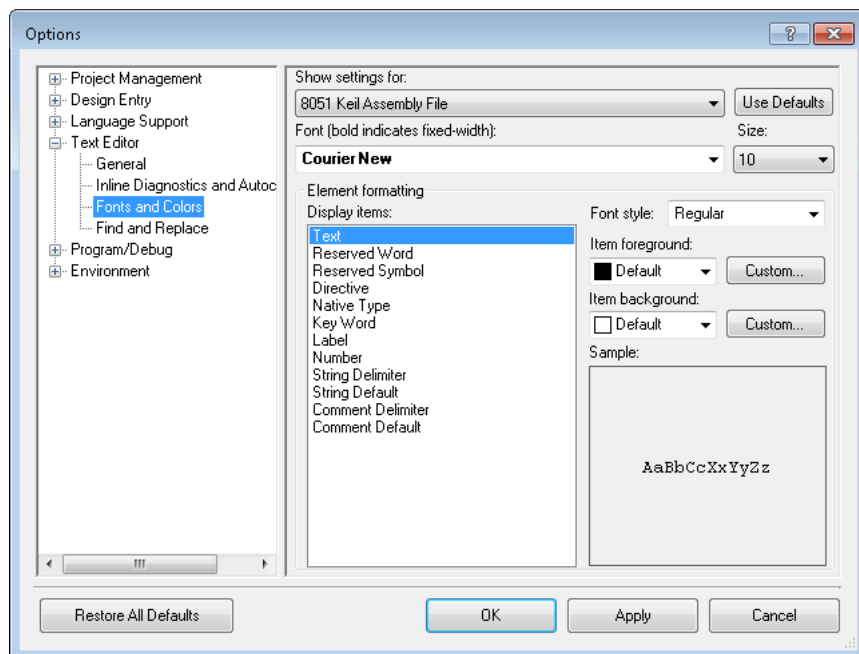 Options
Project Management
Design Entry
Language Support
Text Editor
General
Inline Diagnostics and Autoc
Fonts and Colors
Find and Replace
Program/Debug
Environment
Show settings for:
8051 Keil Assembly File
Use Defaults
Font (bold indicates fixed-width):
Size:
Courier New
10
Element formatting
Display items:
Text
Reserved Word
Reserved Symbol
Directive
Native Type
Key Word
Label
Number
String Delimiter
String Default
Comment Delimiter
Comment Default
Font style:
Regular
Item foreground:
Default
Custom...
Item background:
Default
Custom...
Sample:
AaBbCcXxYyZz
Restore All Defaults
OK
Apply
Cancel